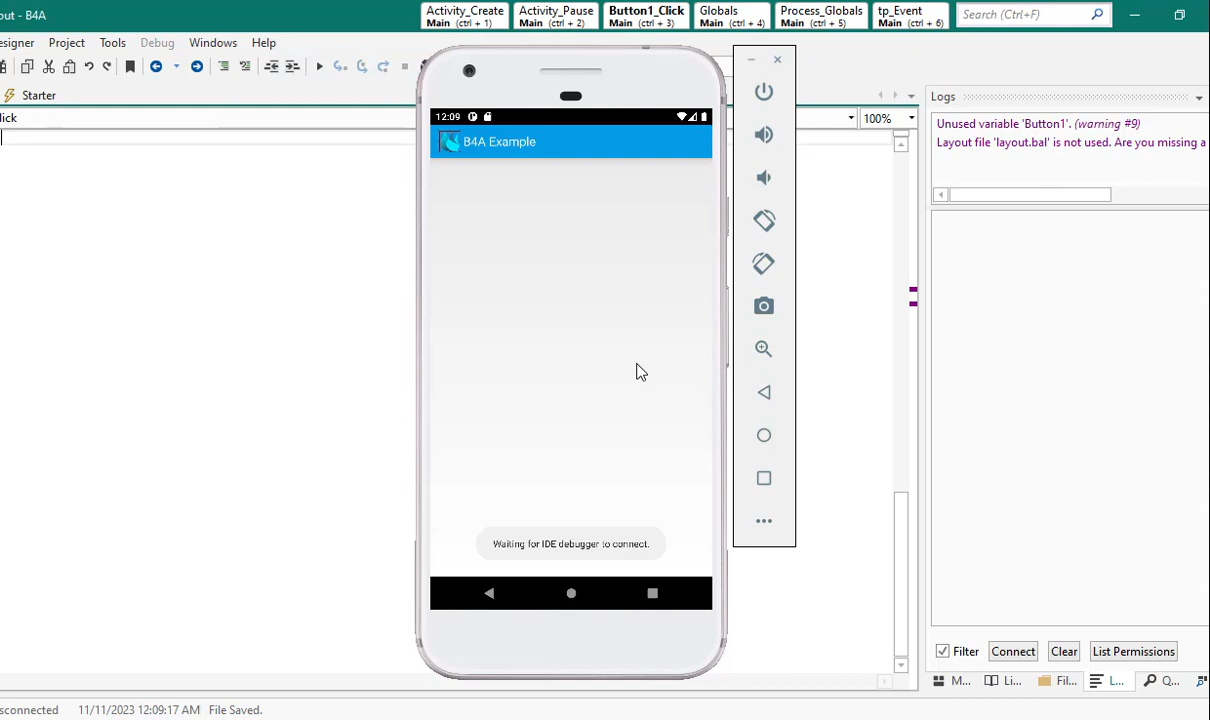 out - B4A
Activity_Create
Main (ctrl + 1)
Activity_Pause
Main (ctrl + 2)
Button1_Click
Main (ctrl + 3)
Globals
Main (ctrl + 4)
Process_Globals
Main (ctrl + 5)
tp_Event
Main (ctrl + 6)
Search (Ctrl+F)
esigner Project Tools Debug Windows Help
Starter
lick
100%
Logs
Unused variable 'Button1'. (warning #9)
Layout file 'layout.bal' is not used. Are you missing a
12:09
B4A Example
Waiting for IDE debugger to connect.
Filter Connect Clear List Permissions
M... Li... Fil... L... Q...
sconnected 11/11/2023 12:09:17 AM File Saved.